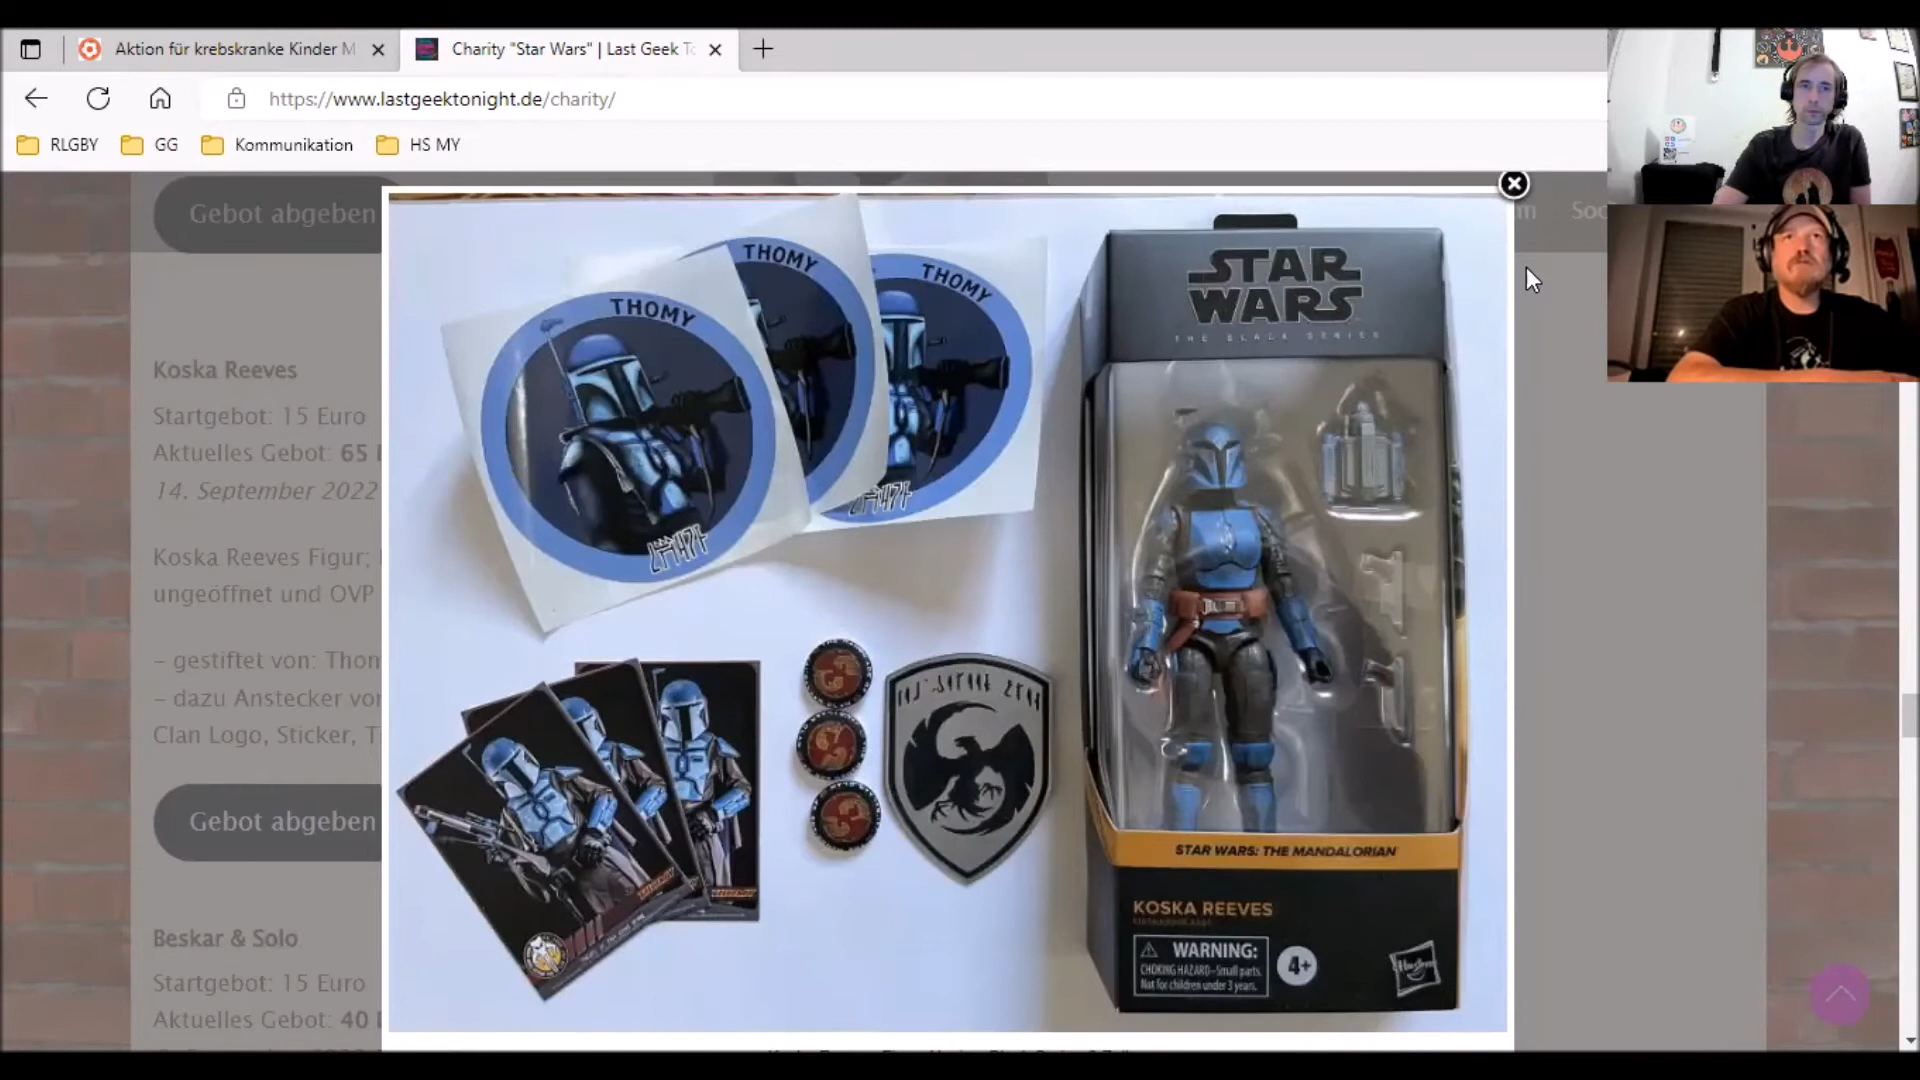 Aktion für krebskranke Kinder M
Charity "Star Wars" | Last Geek To
https://www.lastgeektonight.de/charity/
RLGBY
GG
Kommunikation
HS MY
Gebot abgeben
Koska Reeves
Startgebot: 15 Euro
Aktuelles Gebot: 65
14. September 2022
Koska Reeves Figur;
ungeöffnet und OVP
– gestiftet von: Thom
– dazu Anstecker vor
Clan Logo, Sticker, T
Gebot abgeben
Beskar & Solo
Startgebot: 15 Euro
Aktuelles Gebot: 40
THOMY
THOMY
THOMY
STAR
WARS
THE BLACK SERIES
STAR WARS: THE MANDALORIAN
KOSKA REEVES
WARNING:
CHOKING HAZARD–Small parts.
Not for children under 3 years.
4+
Hasbro